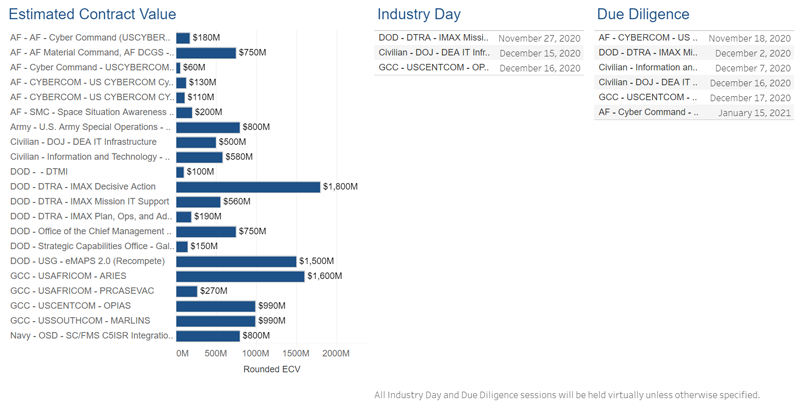 Estimated Contract Value
AF - AF - Cyber Command (USCYBER.. $180M
AF - AF Material Command, AF DCGS - .. $750M
AF - Cyber Command - USCYBERCOM.. $60M
AF - CYBERCOM - US CYBERCOM Cy.. $130M
AF - CYBERCOM - US CYBERCOM CY.. $110M
AF - SMC - Space Situation Awareness .. $200M
Army - U.S. Army Special Operations - .. $800M
Civilian - DOJ - DEA IT Infrastructure $500M
Civilian - Information and Technology - .. $580M
DOD - - DTMI $100M
DOD - DTRA - IMAX Decisive Action $1,800M
DOD - DTRA - IMAX Mission IT Support $560M
DOD - DTRA - IMAX Plan, Ops, and Ad.. $190M
DOD - Office of the Chief Management .. $750M
DOD - Strategic Capabilities Office - Gal.. $150M
DOD - USG - eMAPS 2.0 (Recompete) $1,500M
GCC - USAFRICOM - ARIES $1,600M
GCC - USAFRICOM - PRCASEVAC $270M
GCC - USCENTCOM - OPIAS $990M
GCC - USSOUTHCOM - MARLINS $990M
Navy - OSD - SC/FMS C5ISR Integratio.. $800M
0M 500M 1000M 1500M 2000M
Rounded ECV
Industry Day
DOD - DTRA - IMAX Missi.. November 27, 2020
Civilian - DOJ - DEA IT Infr.. December 15, 2020
GCC - USCENTCOM - OP.. December 16, 2020
Due Diligence
AF - CYBERCOM - US .. November 18, 2020
DOD - DTRA - IMAX Mi.. December 2, 2020
Civilian - Information an.. December 7, 2020
Civilian - DOJ - DEA IT .. December 16, 2020
GCC - USCENTCOM - .. December 17, 2020
AF - Cyber Command - .. January 15, 2021
All Industry Day and Due Diligence sessions will be held virtually unless otherwise specified.